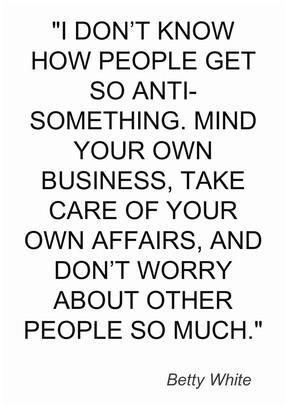 "I DON’T KNOW
HOW PEOPLE GET
SO ANTI-
SOMETHING. MIND
YOUR OWN
BUSINESS, TAKE
CARE OF YOUR
OWN AFFAIRS, AND
DON’T WORRY
ABOUT OTHER
PEOPLE SO MUCH."
Betty White